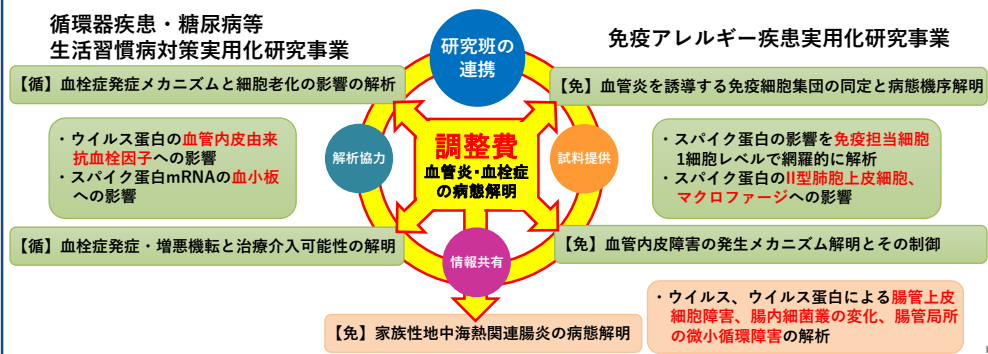 循環器疾患・糖尿病等
生活習慣病対策実用化研究事業
研究班の
連携
免疫アレルギー疾患実用化研究事業
【循】血栓症発症メカニズムと細胞老化の影響の解析
【免】血管炎を誘導する免疫細胞集団の同定と病態機序解明
・ウイルス蛋白の血管内皮由来
抗血栓因子への影響
・スパイク蛋白mRNAの血小板
への影響
解析協力
調整費
血管炎・血栓症
の病態解明
試料提供
・スパイク蛋白の影響を免疫担当細胞
1細胞レベルで網羅的に解析
・スパイク蛋白のII型肺胞上皮細胞、
マクロファージへの影響
【循】血栓症発症・増悪機転と治療介入可能性の解明
情報共有
【免】血管内皮障害の発生メカニズム解明とその制御
【免】家族性地中海熱関連腸炎の病態解明
・ウイルス、ウイルス蛋白による腸管上皮
細胞障害、腸内細菌叢の変化、腸管局所
の微小循環障害の解析